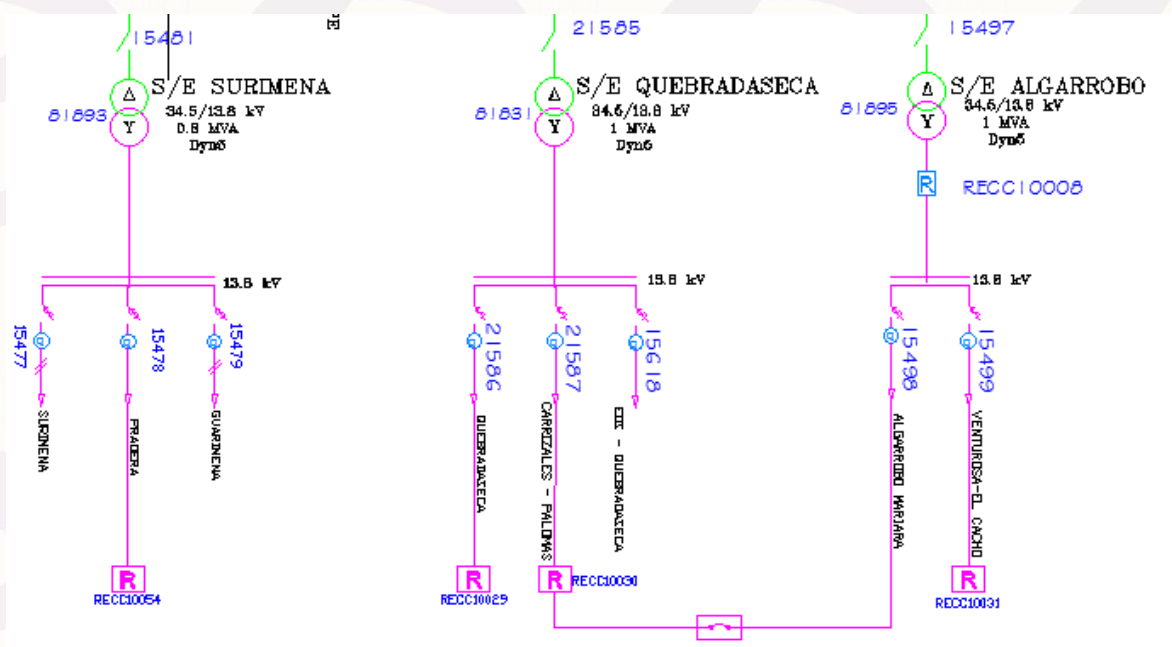 15481
S/E SURIMENA
81893
Δ
Y
34.5/13.8 kV
0.8 MVA
Dyn5
13.8 kV
15477
15478
15479
SURIMENA
PRADERA
GUARIMENA
R
RECC10054
21585
S/E QUEBRADASECA
81831
Δ
Y
34.5/13.8 kV
1 MVA
Dyn5
13.8 kV
21586
21587
15618
QUEBRADASECA
CARRIZALES - PALOMAS
- QUEBRADASECA
R
RECC10029
R
RECC10030
15497
S/E ALGARROBO
81895
Δ
Y
34.5/13.8 kV
1 MVA
Dyn5
R
RECC10008
13.8 kV
15498
15499
ALGARROBO MARIARA
VENTUROSA-EL CACHO
R
RECC10031